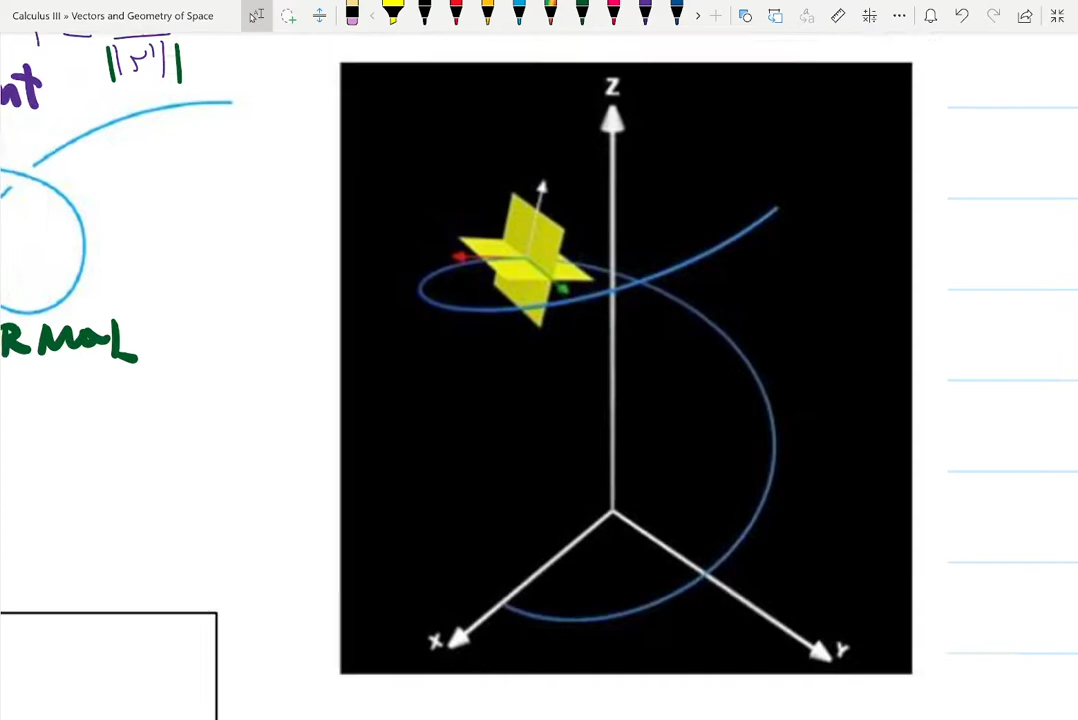 Calculus III » Vectors and Geometry of Space
||r'||
nt
Z
RMaL
X
Y